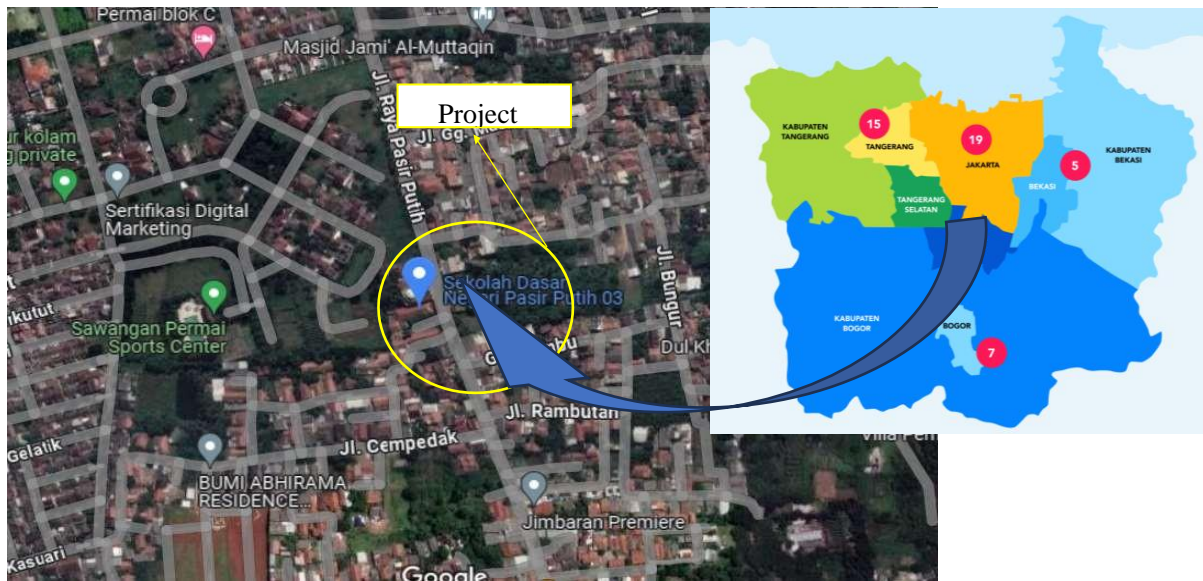 Permai blok C
Masjid Jami' Al-Muttaqin
Jl. Raya Pasir Putih
Project
Jl. Gg.
kolam
private
Sertifikasi Digital
Marketing
Sekolah Dasar
Negeri Pasir Putih 03
Jl. Bungur
Sawangan Permai
Sports Center
Dul
Jl. Rambutan
Jl. Cempedak
Gelatik
BUMI ABHIRAMA
RESIDENCE...
Jimbaran Premiere
Kasuari
Google
KABUPATEN
TANGERANG
15
TANGERANG
19
JAKARTA
5
KABUPATEN
BEKASI
BEKASI
TANGERANG
SELATAN
KABUPATEN
BOGOR
BOGOR
7